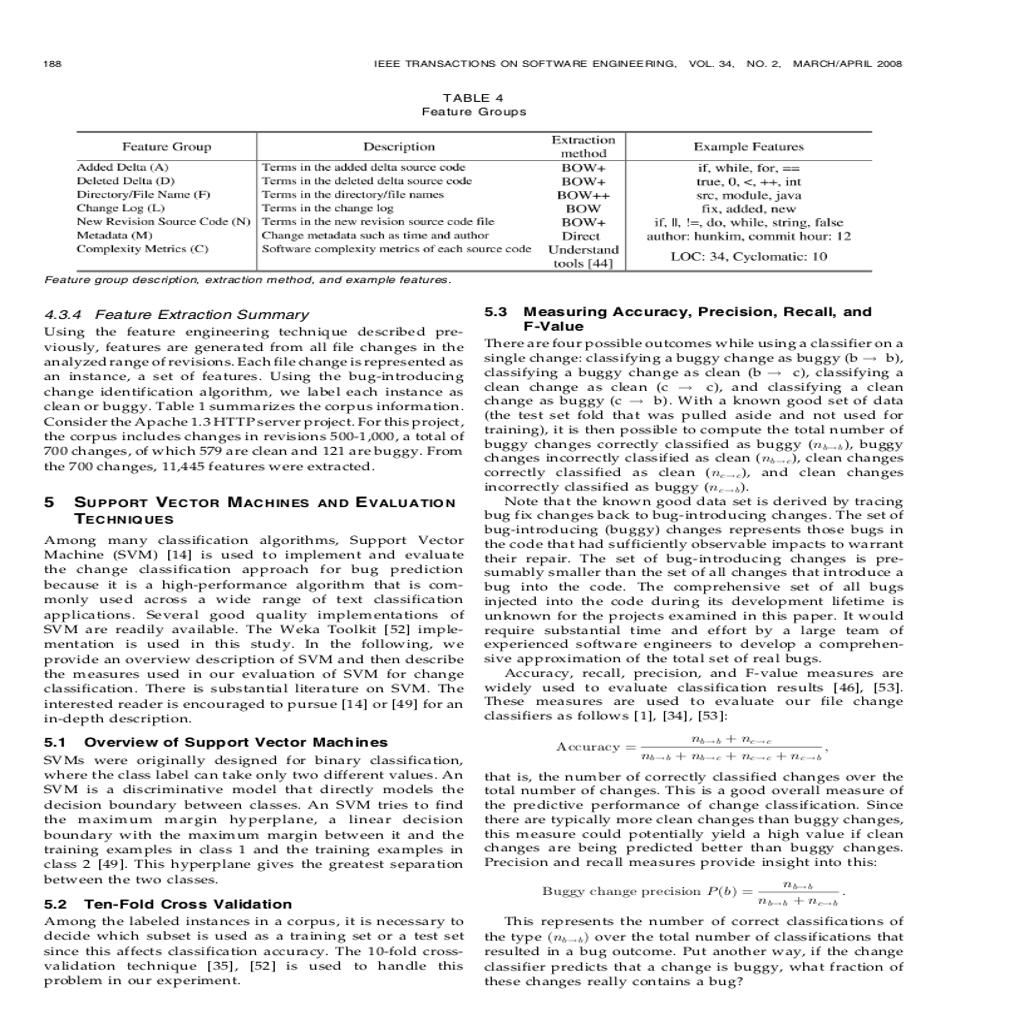 188
IEEE TRANSACTIONS ON SOFTWARE ENGINEERING, VOL. 34, NO. 2, MARCH/APRIL 2008
TABLE 4
Feature Groups
Feature Group Description Extraction method Example Features
Added Delta (A) Terms in the added delta source code BOW+ if, while, for, ==
Deleted Delta (D) Terms in the deleted delta source code BOW+ true, 0, <, ++, int
Directory/File Name (F) Terms in the directory/file names BOW++ src, module, java
Change Log (L) Terms in the change log BOW fix, added, new
New Revision Source Code (N) Terms in the new revision source code file BOW+ if, ||, !=, do, while, string, false
Metadata (M) Change metadata such as time and author Direct author: hunkim, commit hour: 12
Complexity Metrics (C) Software complexity metrics of each source code Understand tools [44] LOC: 34, Cyclomatic: 10
Feature group description, extraction method, and example features.
4.3.4 Feature Extraction Summary
Using the feature engineering technique described pre-
viously, features are generated from all file changes in the
analyzed range of revisions. Each file change is represented as
an instance, a set of features. Using the bug-introducing
change identification algorithm, we label each instance as
clean or buggy. Table 1 summarizes the corpus information.
Consider the Apache 1.3 HTTP server project. For this project,
the corpus includes changes in revisions 500-1,000, a total of
700 changes, of which 579 are clean and 121 are buggy. From
the 700 changes, 11,445 features were extracted.
5 SUPPORT VECTOR MACHINES AND EVALUATION
TECHNIQUES
Among many classification algorithms, Support Vector
Machine (SVM) [14] is used to implement and evaluate
the change classification approach for bug prediction
because it is a high-performance algorithm that is com-
monly used across a wide range of text classification
applications. Several good quality implementations of
SVM are readily available. The Weka Toolkit [52] imple-
mentation is used in this study. In the following, we
provide an overview description of SVM and then describe
the measures used in our evaluation of SVM for change
classification. There is substantial literature on SVM. The
interested reader is encouraged to pursue [14] or [49] for an
in-depth description.
5.1 Overview of Support Vector Machines
SVMs were originally designed for binary classification,
where the class label can take only two different values. An
SVM is a discriminative model that directly models the
decision boundary between classes. An SVM tries to find
the maximum margin hyperplane, a linear decision
boundary with the maximum margin between it and the
training examples in class 1 and the training examples in
class 2 [49]. This hyperplane gives the greatest separation
between the two classes.
5.2 Ten-Fold Cross Validation
Among the labeled instances in a corpus, it is necessary to
decide which subset is used as a training set or a test set
since this affects classification accuracy. The 10-fold cross-
validation technique [35], [52] is used to handle this
problem in our experiment.
5.3 Measuring Accuracy, Precision, Recall, and
F-Value
There are four possible outcomes while using a classifier on a
single change: classifying a buggy change as buggy (b → b),
classifying a buggy change as clean (b → c), classifying a
clean change as clean (c → c), and classifying a clean
change as buggy (c → b). With a known good set of data
(the test set fold that was pulled aside and not used for
training), it is then possible to compute the total number of
buggy changes correctly classified as buggy (n_{b→b}), buggy
changes incorrectly classified as clean (n_{b→c}), clean changes
correctly classified as clean (n_{c→c}), and clean changes
incorrectly classified as buggy (n_{c→b}).
Note that the known good data set is derived by tracing
bug fix changes back to bug-introducing changes. The set of
bug-introducing (buggy) changes represents those bugs in
the code that had sufficiently observable impacts to warrant
their repair. The set of bug-introducing changes is pre-
sumably smaller than the set of all changes that introduce a
bug into the code. The comprehensive set of all bugs
injected into the code during its development lifetime is
unknown for the projects examined in this paper. It would
require substantial time and effort by a large team of
experienced software engineers to develop a comprehen-
sive approximation of the total set of real bugs.
Accuracy, recall, precision, and F-value measures are
widely used to evaluate classification results [46], [53].
These measures are used to evaluate our file change
classifiers as follows [1], [34], [53]:
Accuracy = (n_{b→b} + n_{c→c}) / (n_{b→b} + n_{b→c} + n_{c→c} + n_{c→b}),
that is, the number of correctly classified changes over the
total number of changes. This is a good overall measure of
the predictive performance of change classification. Since
there are typically more clean changes than buggy changes,
this measure could potentially yield a high value if clean
changes are being predicted better than buggy changes.
Precision and recall measures provide insight into this:
Buggy change precision P(b) = n_{b→b} / (n_{b→b} + n_{c→b}).
This represents the number of correct classifications of
the type (n_{b→b}) over the total number of classifications that
resulted in a bug outcome. Put another way, if the change
classifier predicts that a change is buggy, what fraction of
these changes really contains a bug?